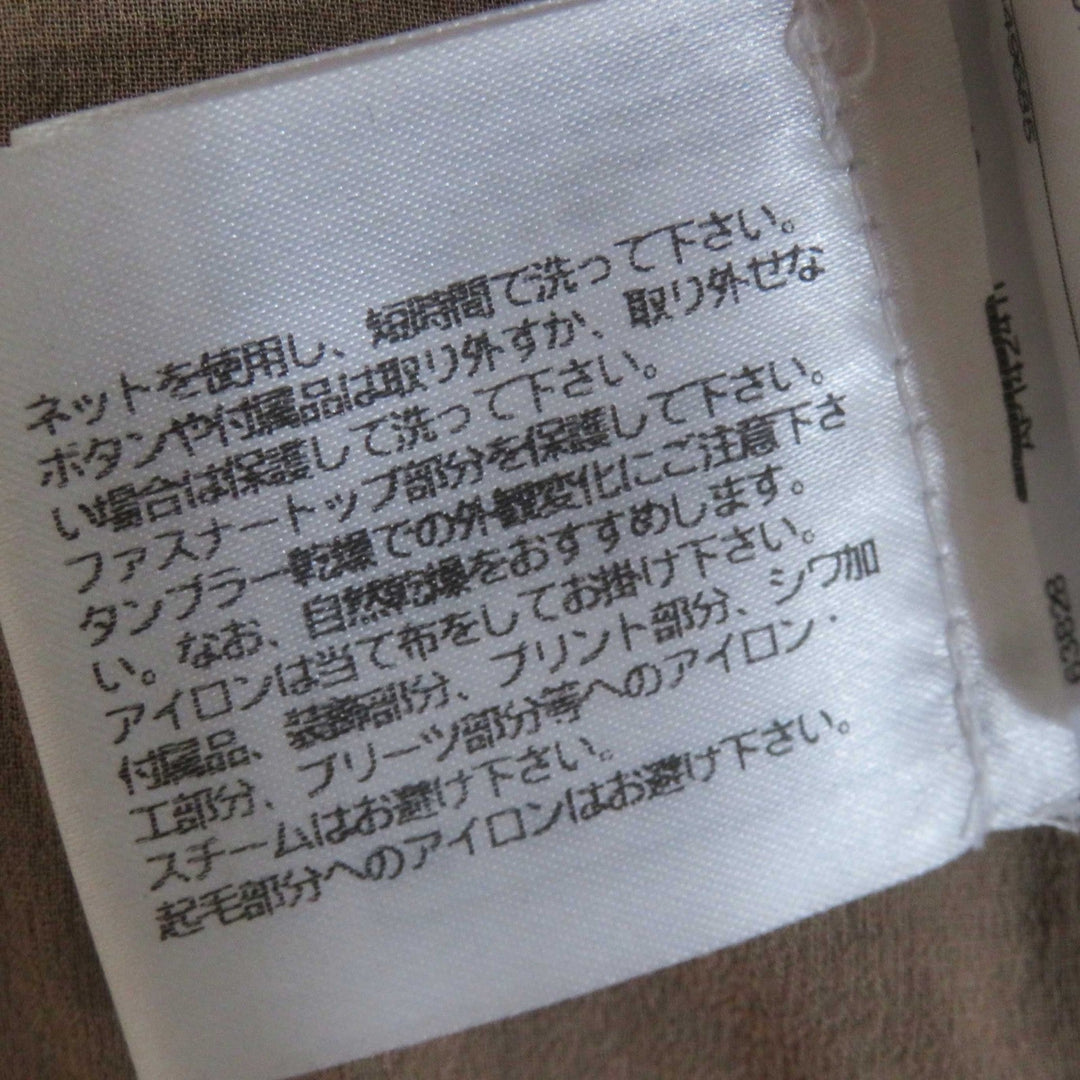 ネットを使用し、短時間で洗って下さい。
ボタンや付属品は取り外すか、取り外せな
い場合は保護して洗って下さい。
ファスナートップ部分を保護して下さい。
タンブラー乾燥での外観変化にご注意下さ
い。なお、自然乾燥をおすすめします。
アイロンは当て布をしてお掛け下さい。
付属品、装飾部分、プリント部分、シワ加
工部分、プリーツ部分等へのアイロン・
スチームはお避け下さい。
起毛部分へのアイロンはお避け下さい。